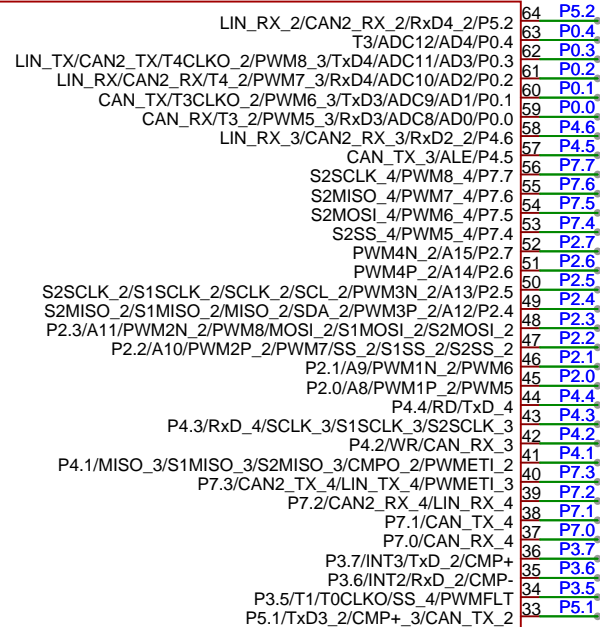 LIN_RX_2/CAN2_RX_2/RxD4_2/P5.2 64 P5.2
T3/ADC12/AD4/P0.4 63 P0.4
LIN_TX/CAN2_TX/T4CLKO_2/PWM8_3/TxD4/ADC11/AD3/P0.3 62 P0.3
LIN_RX/CAN2_RX/T4_2/PWM7_3/RxD4/ADC10/AD2/P0.2 61 P0.2
CAN_TX/T3CLKO_2/PWM6_3/TxD3/ADC9/AD1/P0.1 60 P0.1
CAN_RX/T3_2/PWM5_3/RxD3/ADC8/AD0/P0.0 59 P0.0
LIN_RX_3/CAN2_RX_3/RxD2_2/P4.6 58 P4.6
CAN_TX_3/ALE/P4.5 57 P4.5
S2SCLK_4/PWM8_4/P7.7 56 P7.7
S2MISO_4/PWM7_4/P7.6 55 P7.6
S2MOSI_4/PWM6_4/P7.5 54 P7.5
S2SS_4/PWM5_4/P7.4 53 P7.4
PWM4N_2/A15/P2.7 52 P2.7
PWM4P_2/A14/P2.6 51 P2.6
S2SCLK_2/S1SCLK_2/SCLK_2/SCL_2/PWM3N_2/A13/P2.5 50 P2.5
S2MISO_2/S1MISO_2/MISO_2/SDA_2/PWM3P_2/A12/P2.4 49 P2.4
P2.3/A11/PWM2N_2/PWM8/MOSI_2/S1MOSI_2/S2MOSI_2 48 P2.3
P2.2/A10/PWM2P_2/PWM7/SS_2/S1SS_2/S2SS_2 47 P2.2
P2.1/A9/PWM1N_2/PWM6 46 P2.1
P2.0/A8/PWM1P_2/PWM5 45 P2.0
P4.4/RD/TxD_4 44 P4.4
P4.3/RxD_4/SCLK_3/S1SCLK_3/S2SCLK_3 43 P4.3
P4.2/WR/CAN_RX_3 42 P4.2
P4.1/MISO_3/S1MISO_3/S2MISO_3/CMPO_2/PWMETI_2 41 P4.1
P7.3/CAN2_TX_4/LIN_TX_4/PWMETI_3 40 P7.3
P7.2/CAN2_RX_4/LIN_RX_4 39 P7.2
P7.1/CAN_TX_4 38 P7.1
P7.0/CAN_RX_4 37 P7.0
P3.7/INT3/TxD_2/CMP+ 36 P3.7
P3.6/INT2/RxD_2/CMP- 35 P3.6
P3.5/T1/T0CLKO/SS_4/PWMFLT 34 P3.5
P5.1/TxD3_2/CMP+_3/CAN_TX_2 33 P5.1